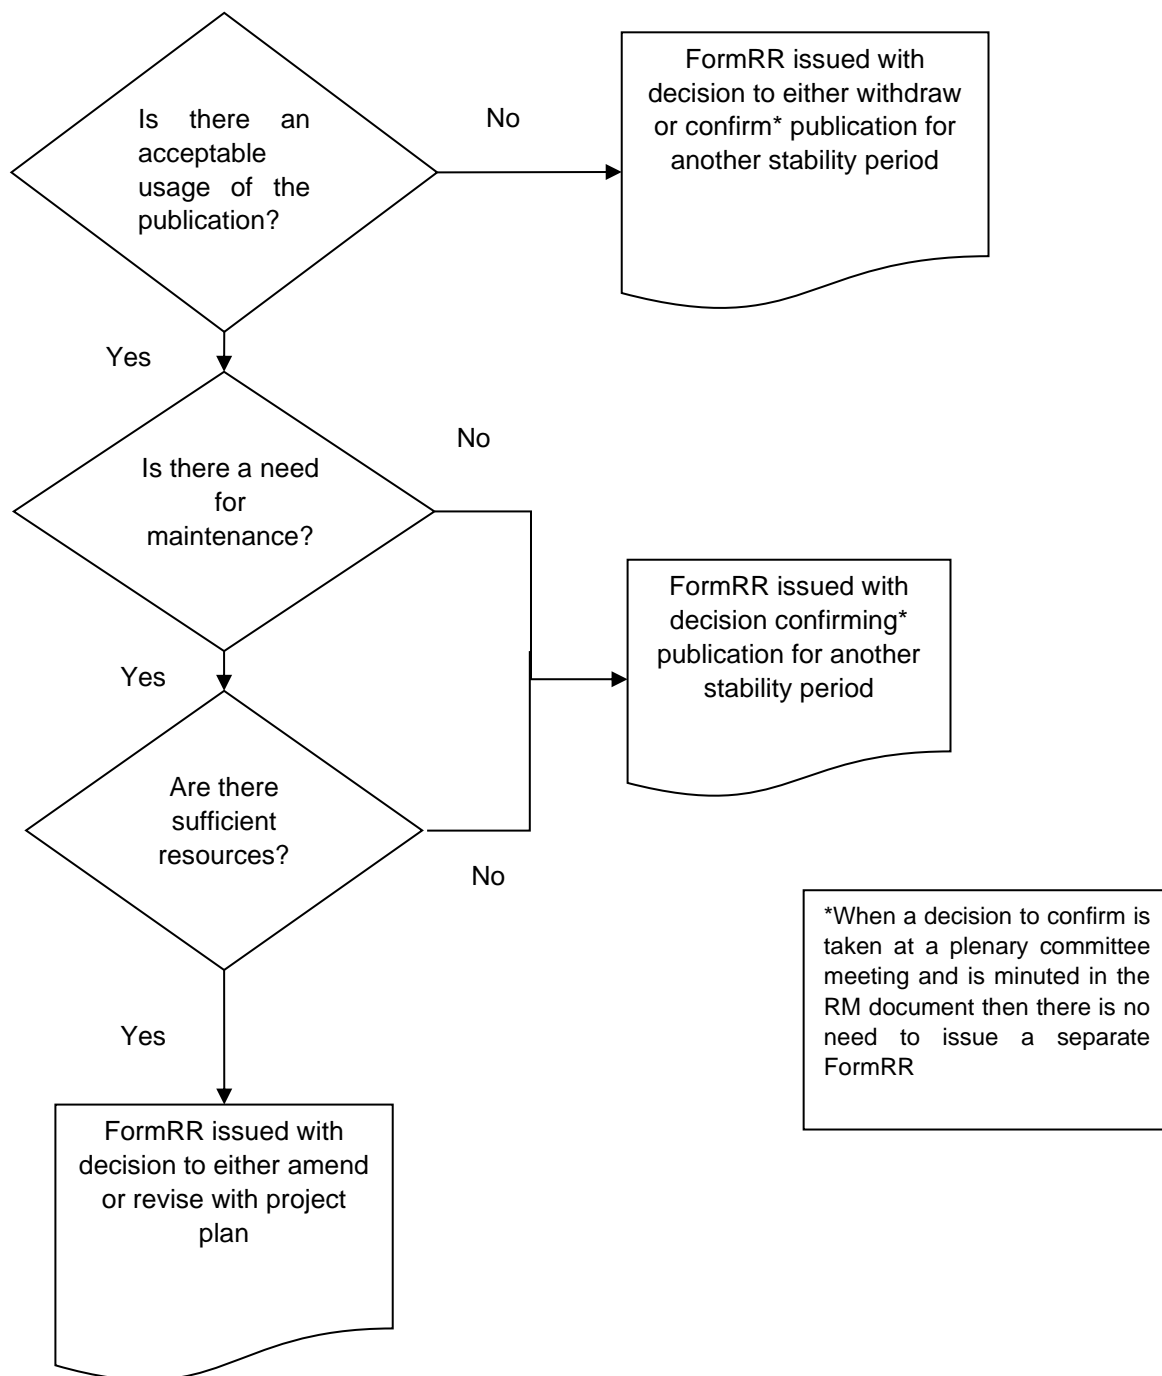 Is there an
acceptable
usage of the
publication?
No
FormRR issued with
decision to either withdraw
or confirm* publication for
another stability period
Yes
Is there a need
for
maintenance?
No
FormRR issued with
decision confirming*
publication for another
stability period
Yes
Are there
sufficient
resources?
No
*When a decision to confirm is
taken at a plenary committee
meeting and is minuted in the
RM document then there is no
need to issue a separate
FormRR
Yes
FormRR issued with
decision to either amend
or revise with project
plan